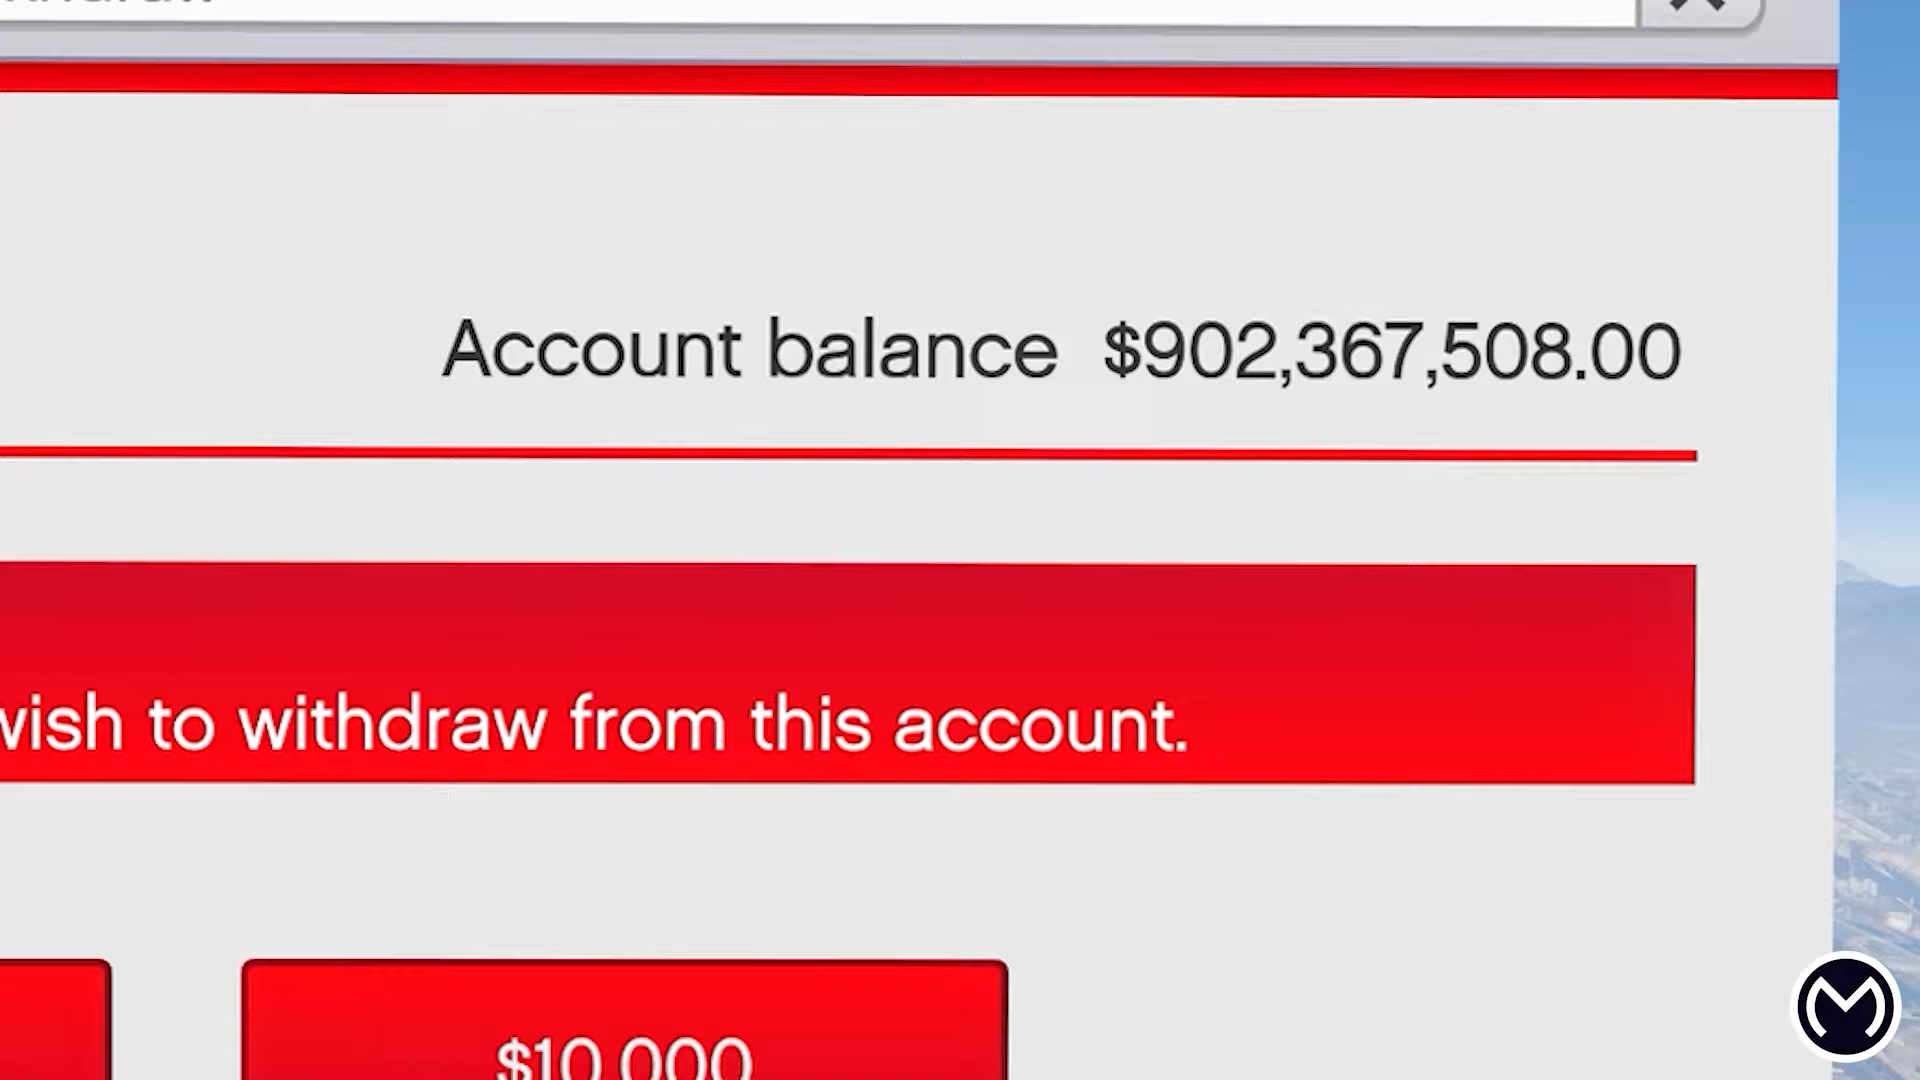 Account balance $902,367,508.00
wish to withdraw from this account.
$10,000